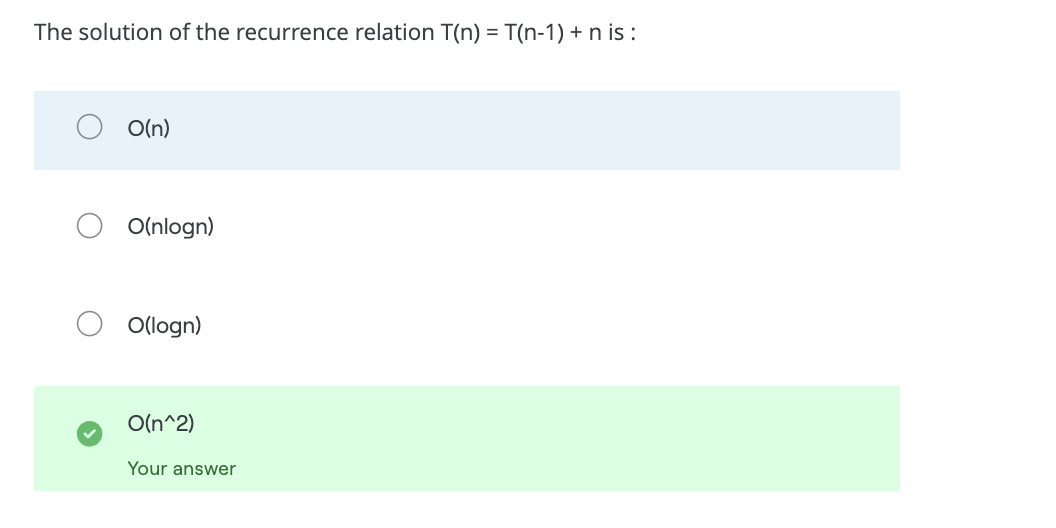 The solution of the recurrence relation T(n) = T(n-1) + n is :
O(n)
O(nlogn)
O(logn)
O(n^2)
Your answer